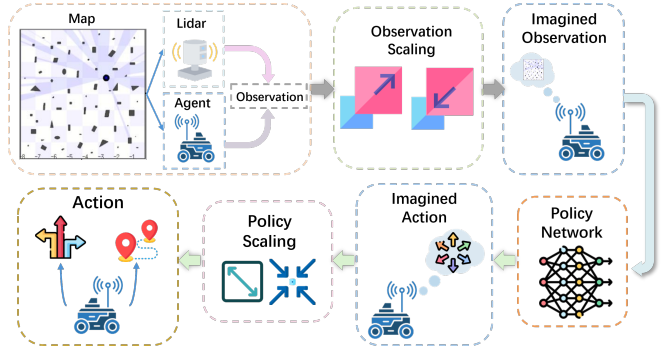 Map
Lidar
Agent
Observation
Observation
Scaling
Imagined
Observation
Action
Policy
Scaling
Imagined
Action
Policy
Network